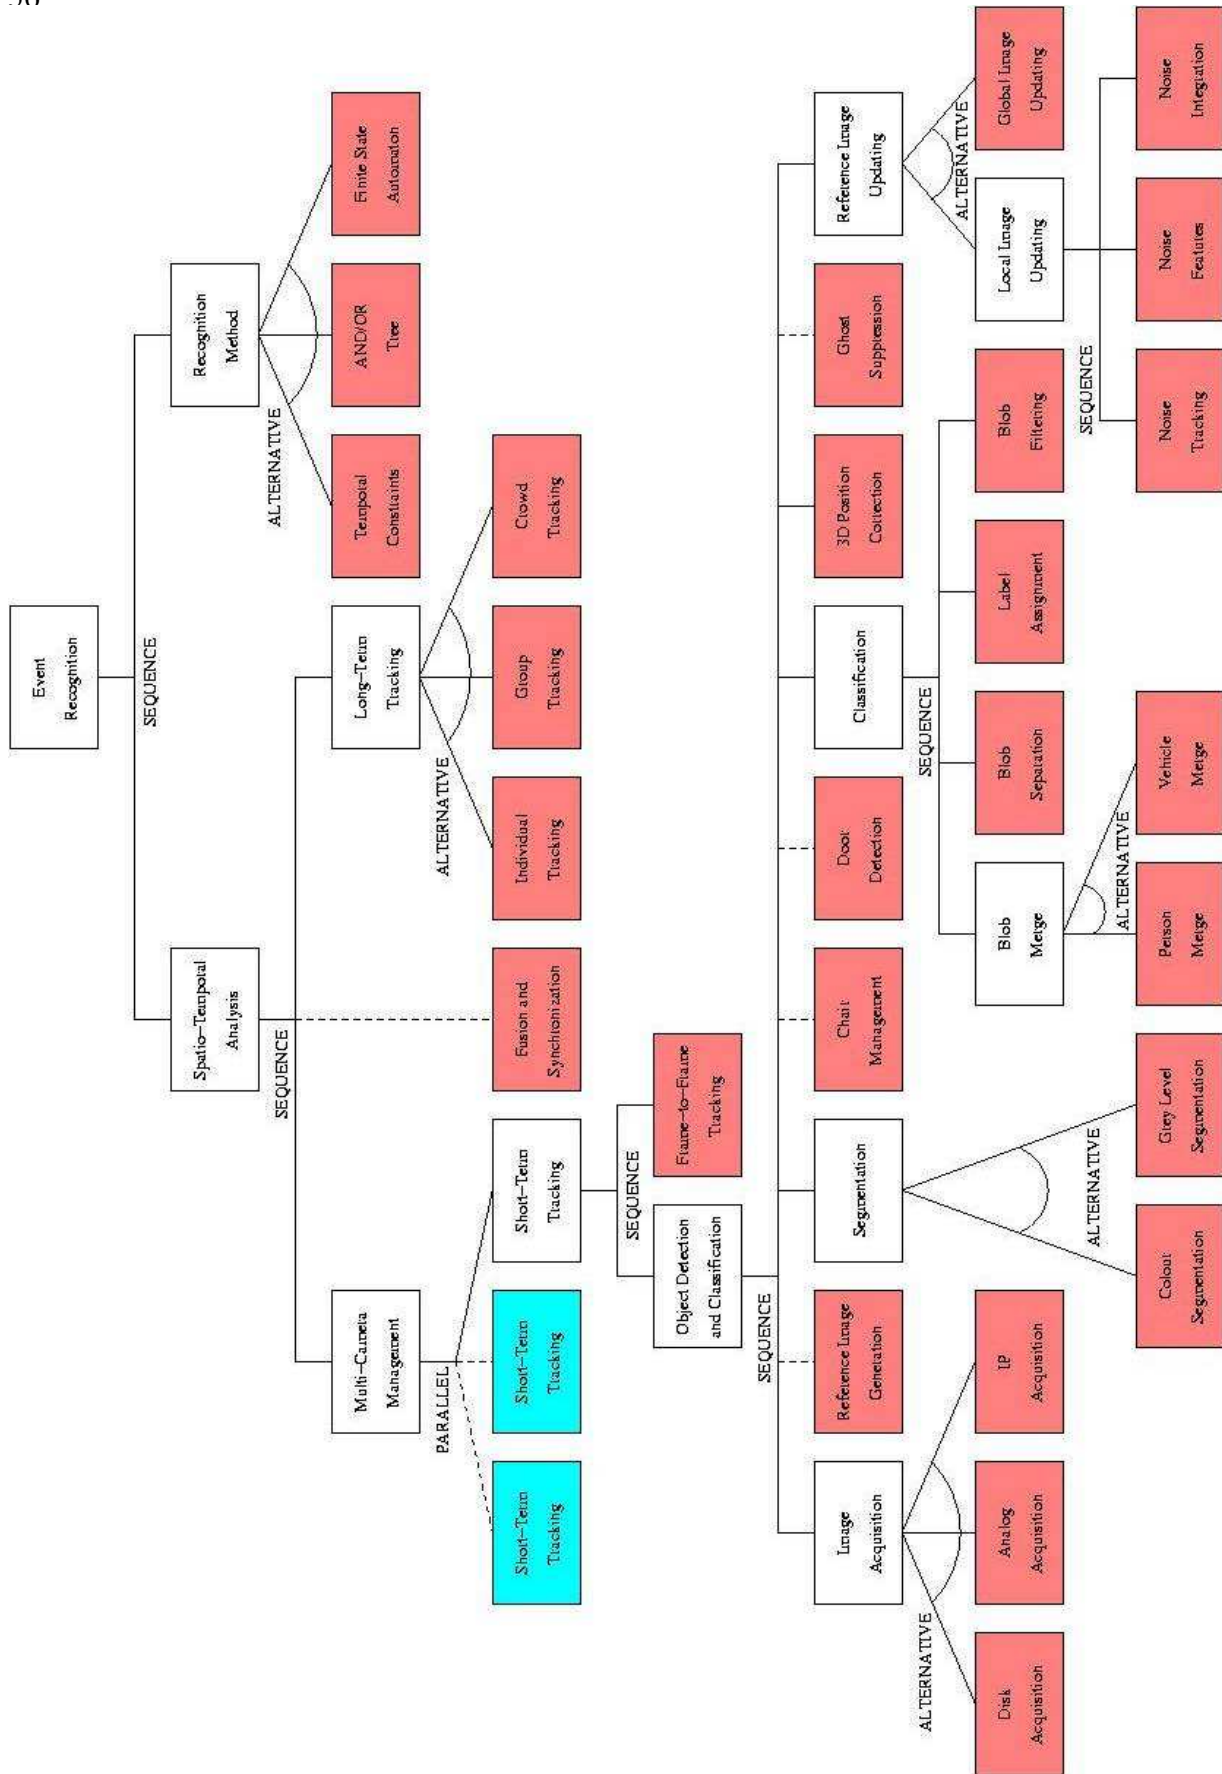 Event
Recognition
SEQUENCE
Spatio-Temporal
Analysis
Recognition
Method
SEQUENCE
ALTERNATIVE
Multi-Camera
Management
Long-Term
Tracking
Temporal
Constraints
AND/OR
Tree
Finite State
Automaton
PARALLEL
ALTERNATIVE
Short-Term
Tracking
Short-Term
Tracking
Short-Term
Tracking
Fusion and
Synchronization
Individual
Tracking
Group
Tracking
Crowd
Tracking
SEQUENCE
Object Detection
and Classification
Frame-to-Frame
Tracking
SEQUENCE
Image
Acquisition
Reference Image
Generation
Segmentation
Chair
Management
Door
Detection
Classification
3D Position
Correction
Ghost
Suppression
Reference Image
Updating
ALTERNATIVE
SEQUENCE
ALTERNATIVE
Disk
Acquisition
Analog
Acquisition
IP
Acquisition
Blob
Merge
Blob
Separation
Label
Assignment
Blob
Filtering
Local Image
Updating
Global Image
Updating
ALTERNATIVE
ALTERNATIVE
SEQUENCE
Colour
Segmentation
Grey Level
Segmentation
Person
Merge
Vehicle
Merge
Noise
Tracking
Noise
Features
Noise
Integration